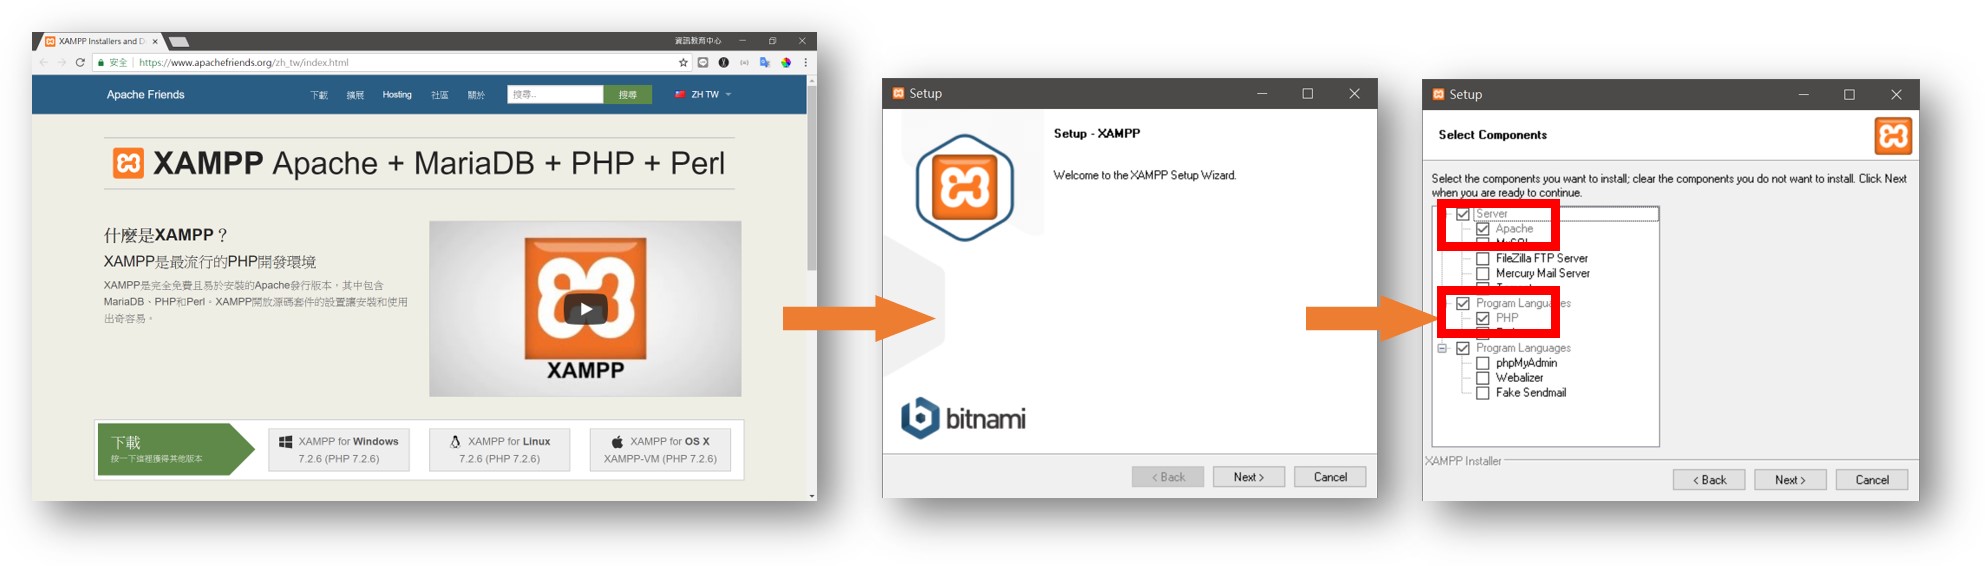 XAMPP Installers and D
資訊教育中心
安全 https://www.apachefriends.org/zh_tw/index.html
Apache Friends 下載 擴展 Hosting 社區 關於 搜尋... 搜尋 ZH TW
XAMPP Apache + MariaDB + PHP + Perl
什麼是XAMPP？
XAMPP是最流行的PHP開發環境
XAMPP是完全免費且易於安裝的Apache發行版本，其中包含
MariaDB、PHP和Perl。XAMPP開放源碼套件的設置讓安裝和使用
出奇容易。
XAMPP
下載
按一下這裡獲得其他版本
XAMPP for Windows
7.2.6 (PHP 7.2.6)
XAMPP for Linux
7.2.6 (PHP 7.2.6)
XAMPP for OS X
XAMPP-VM (PHP 7.2.6)
Setup
Setup - XAMPP
Welcome to the XAMPP Setup Wizard.
bitnami
< Back Next > Cancel
Setup
Select Components
Select the components you want to install; clear the components you do not want to install. Click Next
when you are ready to continue.
Server
Apache
FileZilla FTP Server
Mercury Mail Server
Program Languages
PHP
Program Languages
phpMyAdmin
Webalizer
Fake Sendmail
XAMPP Installer
< Back Next > Cancel